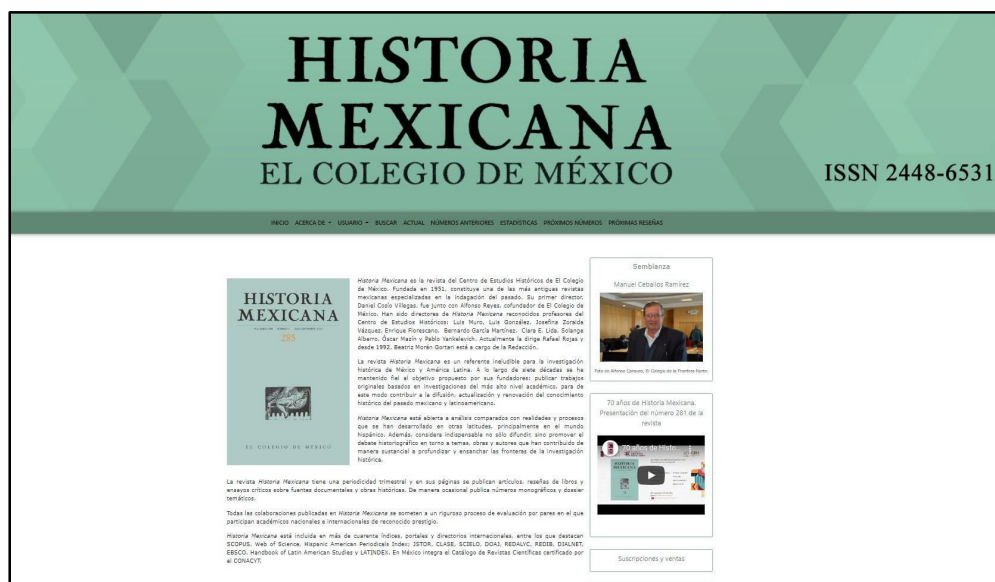 HISTORIA
MEXICANA
EL COLEGIO DE MÉXICO
ISSN 2448-6531
INICIO ACERCA DE USUARIO BUSCAR ACTUAL NÚMEROS ANTERIORES ESTADÍSTICAS PRÓXIMOS NÚMEROS PRÓXIMAS RESEÑAS
HISTORIA
MEXICANA
285
EL COLEGIO DE MÉXICO
Historia Mexicana es la revista del Centro de Estudios Históricos de El Colegio
de México. Fundada en 1951, constituye una de las más antiguas revistas
mexicanas especializadas en la indagación del pasado. Su primer director,
Daniel Cosío Villegas, fue junto con Alfonso Reyes, cofundador de El Colegio de
México. Han sido directores de Historia Mexicana reconocidos profesores del
Centro de Estudios Históricos: Luis Muro, Luis González, Josefina Zoraida
Vázquez, Enrique Florescano, Bernardo García Martínez, Clara E. Lida, Solange
Alberro, Óscar Mazín y Pablo Yankelevich. Actualmente la dirige Rafael Rojas y
desde 1992, Beatriz Morán Gortari está a cargo de la Redacción.
La revista Historia Mexicana es un referente ineludible para la investigación
histórica de México y América Latina. A lo largo de siete décadas se ha
mantenido fiel al objetivo propuesto por sus fundadores: publicar trabajos
originales basados en investigaciones del más alto nivel académico, para de
este modo contribuir a la difusión, actualización y renovación del conocimiento
histórico del pasado mexicano y latinoamericano.
Historia Mexicana está abierta a análisis comparados con realidades y procesos
que se han desarrollado en otras latitudes, principalmente en el mundo
hispánico. Además, considera indispensable no sólo difundir, sino promover el
debate historiográfico en torno a temas, obras y autores que han contribuido de
manera sustancial a profundizar y ensanchar las fronteras de la investigación
histórica.
La revista Historia Mexicana tiene una periodicidad trimestral y en sus páginas se publican artículos, reseñas de libros y
ensayos críticos sobre fuentes documentales y obras históricas. De manera ocasional publica números monográficos y dossier
temáticos.
Todas las colaboraciones publicadas en Historia Mexicana se someten a un riguroso proceso de evaluación por pares en el que
participan académicos nacionales e internacionales de reconocido prestigio.
Historia Mexicana está incluida en más de cuarenta índices, portales y directorios internacionales, entre los que destacan
SCOPUS, Web of Science, Hispanic American Periodicals Index; JSTOR, CLASE, SCIELO, DOAJ, REDALYC, REDIB, DIALNET,
EBSCO, Handbook of Latin American Studies y LATINDEX. En México integra el Catálogo de Revistas Científicas certificado por
el CONACYT.
Semblanza
Manuel Ceballos Ramírez
Foto de Alfonso Caraveo, El Colegio de la Frontera Norte.
70 años de Historia Mexicana.
Presentación del número 281 de la
revista
70 años de Histo...
HISTORIA
MEXICANA
Suscripciones y ventas